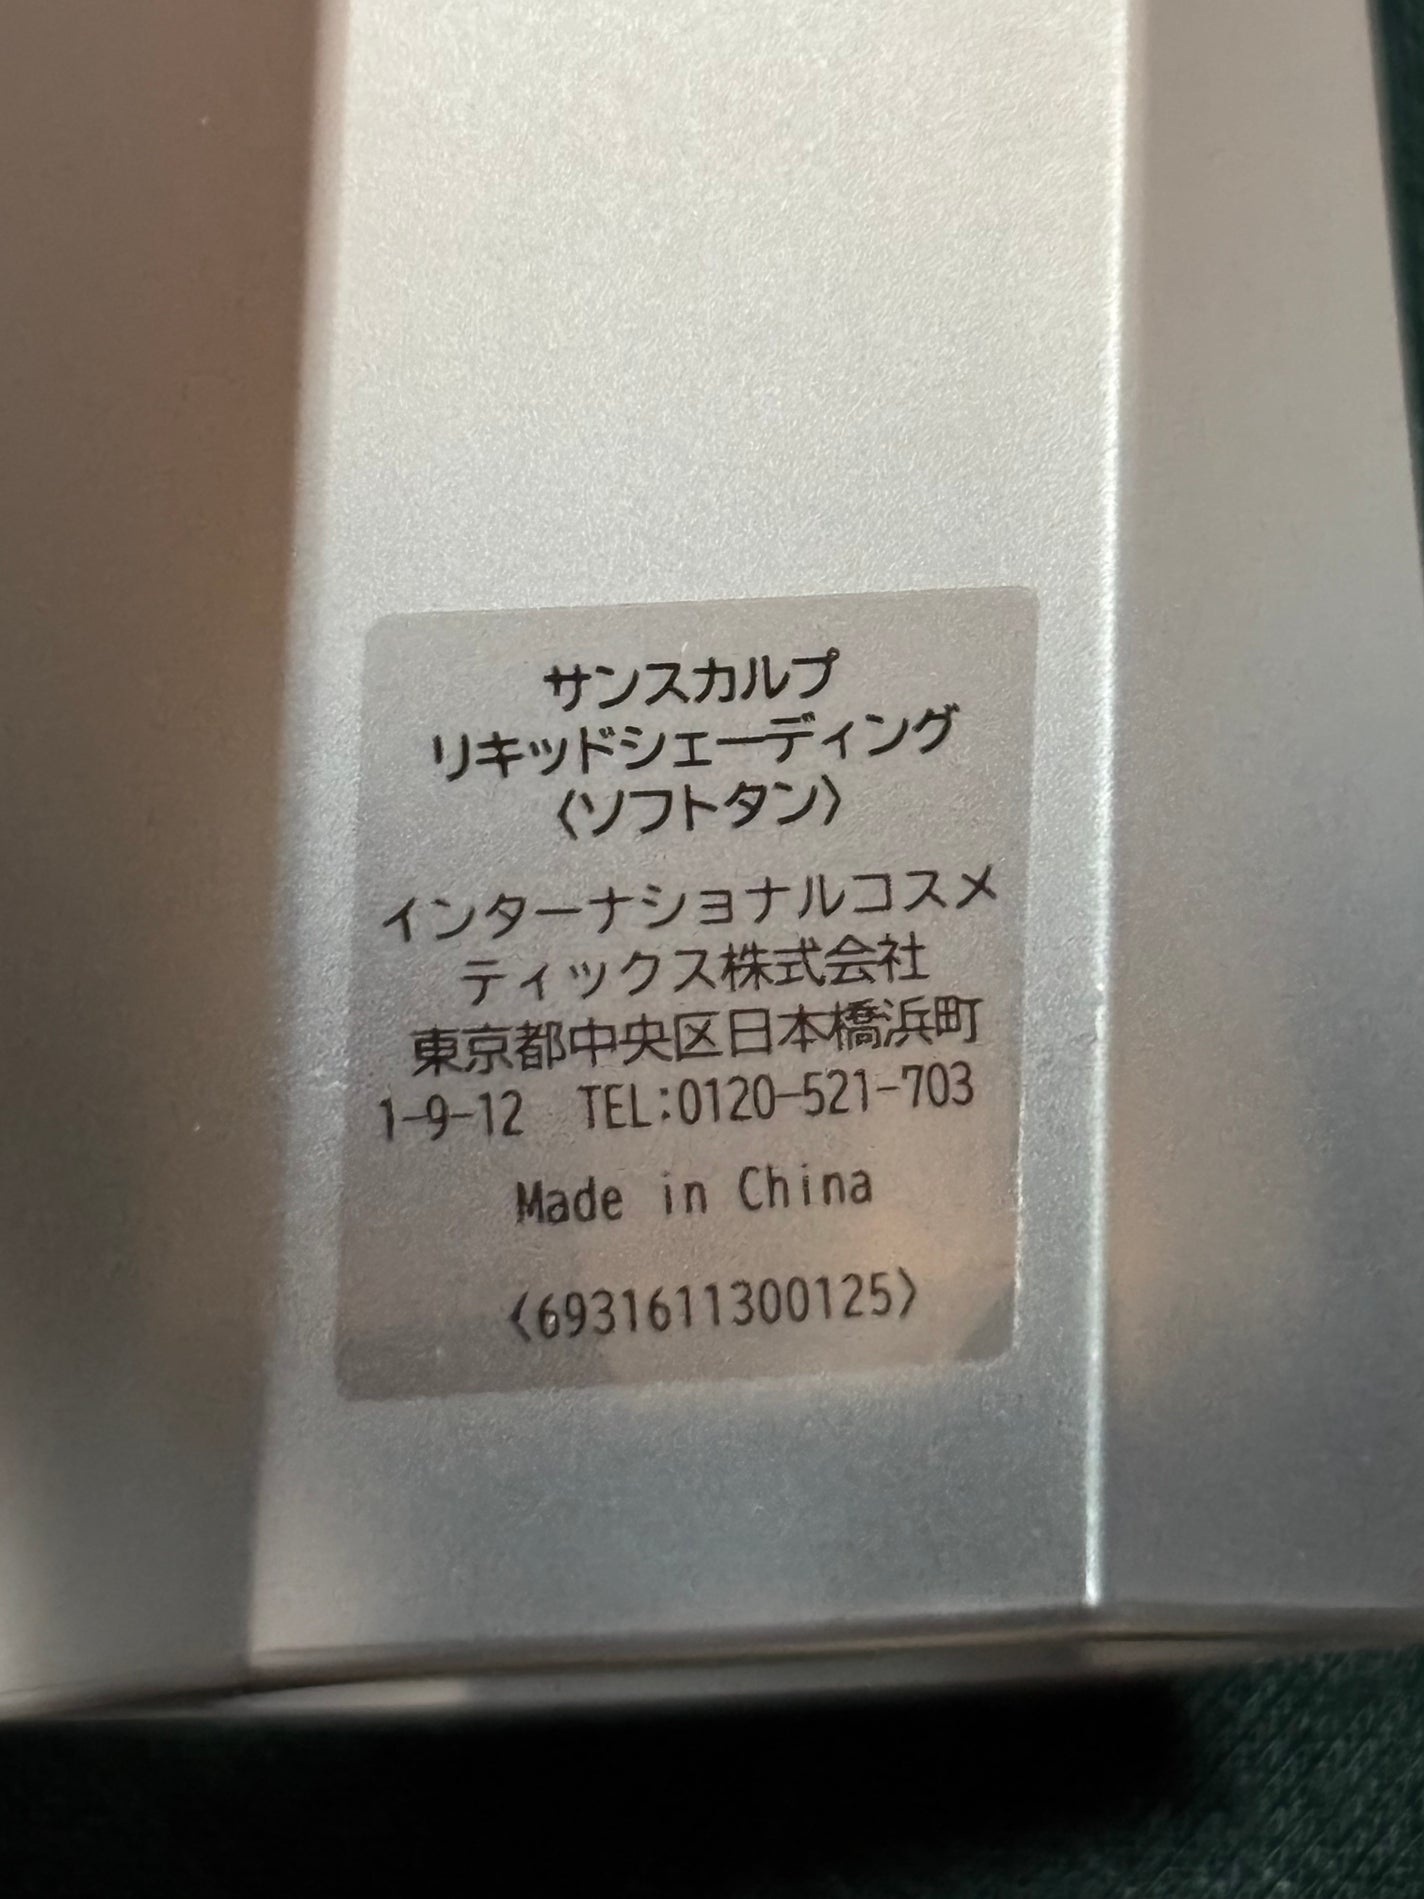 サンスカルプ
リキッドシェーディング
〈ソフトタン〉
インターナショナルコスメ
ティックス株式会社
東京都中央区日本橋浜町
1-9-12　TEL:0120-521-703
Made in China
〈6931611300125〉